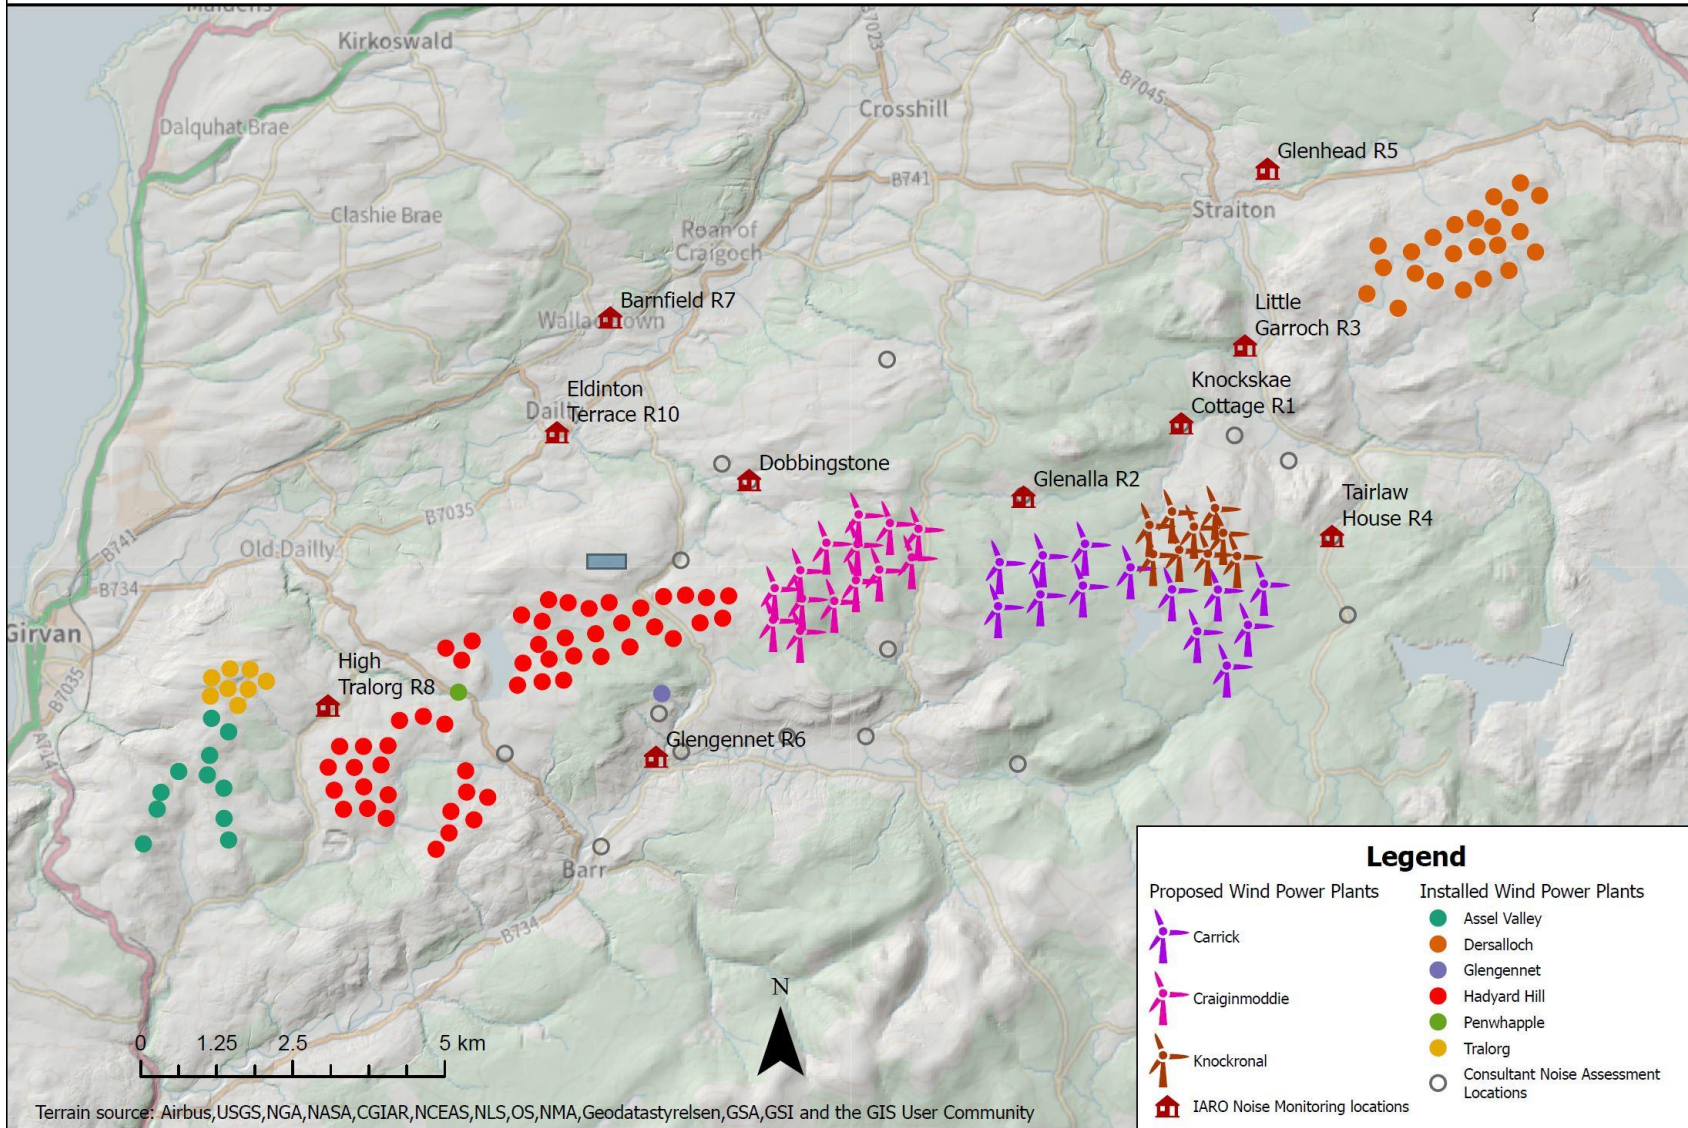 Maidens
Kirkoswald
B7023
B7045
Crosshill
Dalquhat Brae
Glenhead R5
B741
Straiton
Clashie Brae
Roan of
Craigoch
Barnfield R7
Wallacetown
Little
Garroch R3
Knockskae
Cottage R1
Eldinton
Terrace R10
Dailly
Dobbingstone
Glenalla R2
Tairlaw
House R4
B7035
B741
Old Dailly
B734
Girvan
B7035
High
Tralorg R8
A714
Glengennet R6
Barr
B734
N
0 1.25 2.5 5 km
Terrain source: Airbus,USGS,NGA,NASA,CGIAR,NCEAS,NLS,OS,NMA,Geodatastyrelsen,GSA,GSI and the GIS User Community
Legend
Proposed Wind Power Plants
Carrick
Craiginmoddie
Knockronal
IARO Noise Monitoring locations
Installed Wind Power Plants
Assel Valley
Dersalloch
Glengennet
Hadyard Hill
Penwhapple
Tralorg
Consultant Noise Assessment
Locations